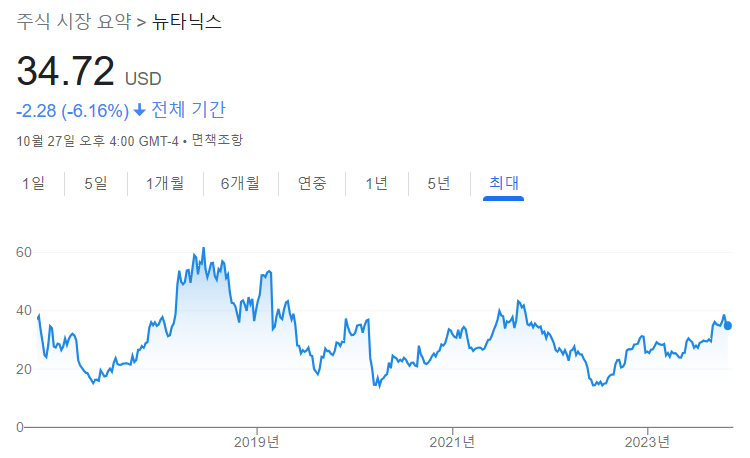 주식 시장 요약 > 뉴타닉스
34.72 USD
-2.28 (-6.16%) 전체 기간
10월 27일 오후 4:00 GMT-4 • 면책조항
1일 5일 1개월 6개월 연중 1년 5년 최대
60
40
20
0
2019년 2021년 2023년